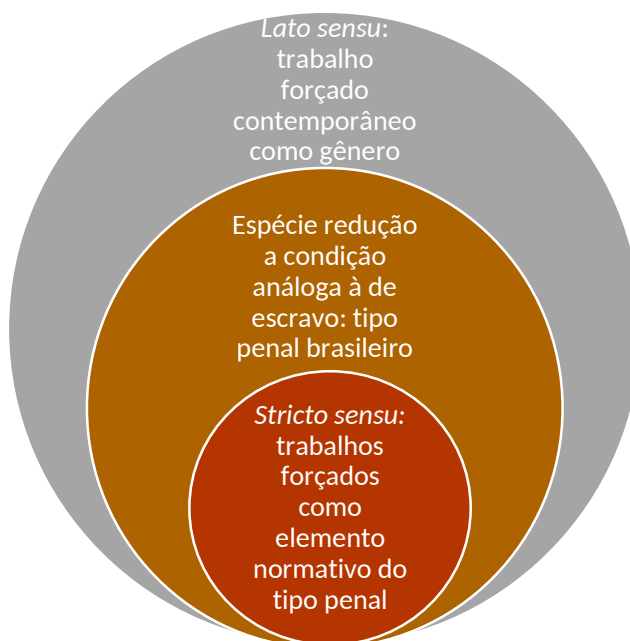 Lato sensu:
trabalho
forçado
contemporâneo
como gênero
Espécie redução
a condição
análoga à de
escravo: tipo
penal brasileiro
Stricto sensu:
trabalhos
forçados
como
elemento
normativo do
tipo penal